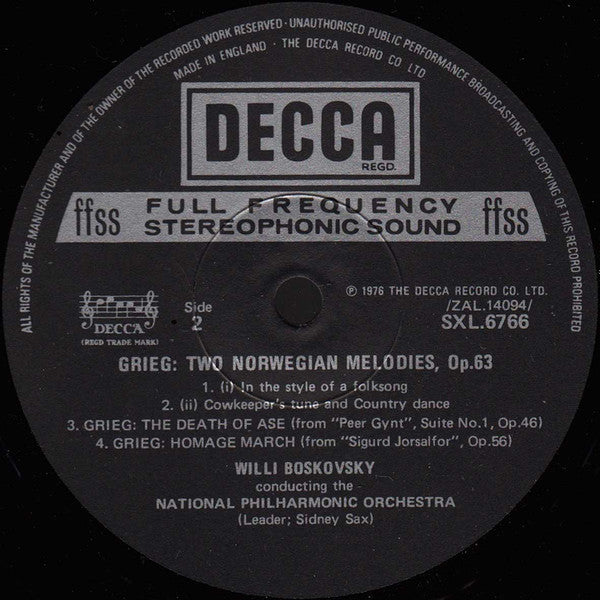 ALL RIGHTS OF THE MANUFACTURER AND OF THE OWNER OF THE RECORDED WORK RESERVED · UNAUTHORISED PUBLIC PERFORMANCE BROADCASTING AND COPYING OF THIS RECORD PROHIBITED
MADE IN ENGLAND · THE DECCA RECORD CO LTD
DECCA
REGD.
ffss FULL FREQUENCY STEREOPHONIC SOUND ffss
℗ 1976 THE DECCA RECORD CO. LTD.
DECCA
(REGD TRADE MARK)
Side
2
/ZAL.14094/
SXL.6766
GRIEG: TWO NORWEGIAN MELODIES, Op.63
1. (i) In the style of a folksong
2. (ii) Cowkeeper's tune and Country dance
3. GRIEG: THE DEATH OF ASE (from "Peer Gynt", Suite No.1, Op.46)
4. GRIEG: HOMAGE MARCH (from "Sigurd Jorsalfor", Op.56)
WILLI BOSKOVSKY
conducting the
NATIONAL PHILHARMONIC ORCHESTRA
(Leader; Sidney Sax)